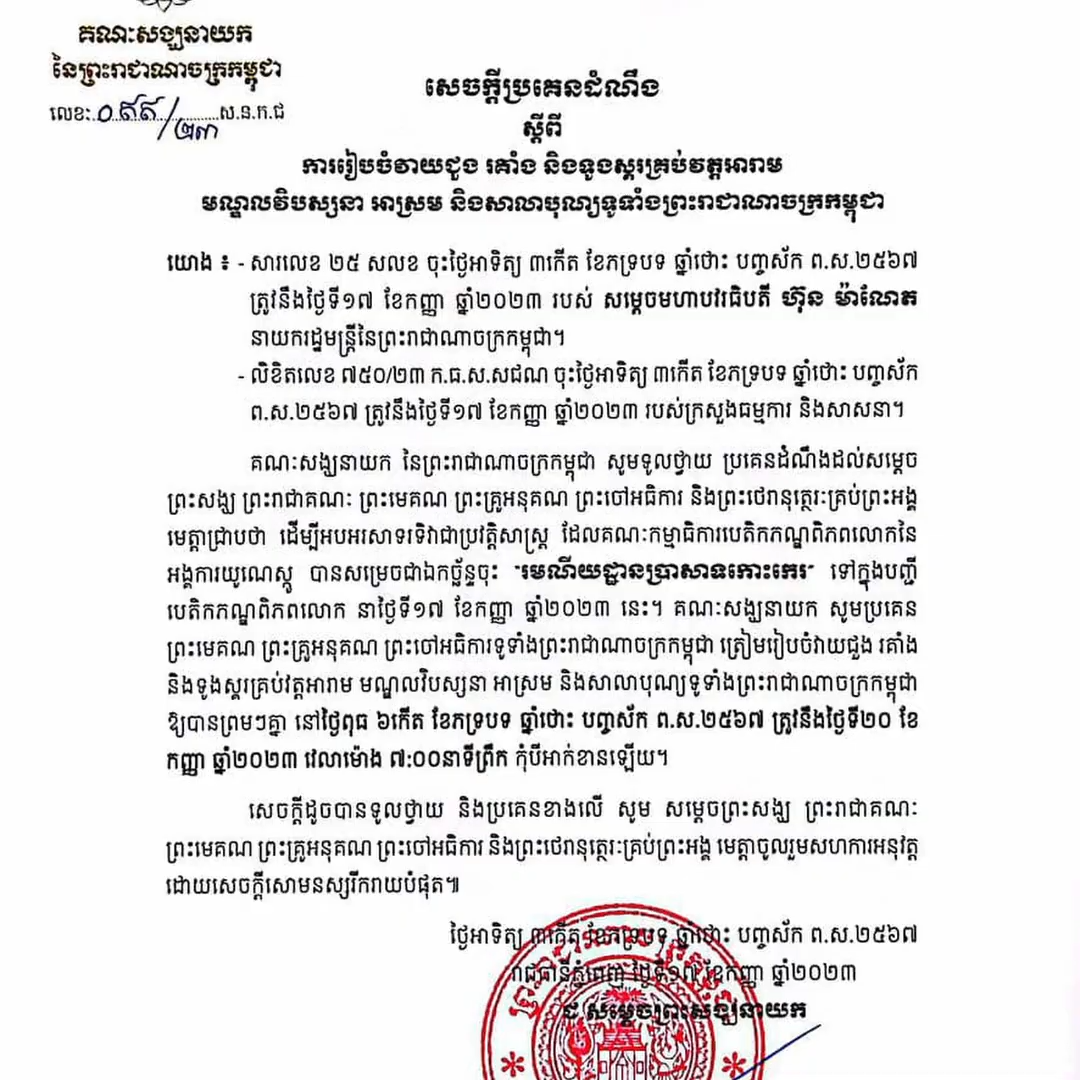 គណៈសង្ឃនាយក
នៃព្រះរាជាណាចក្រកម្ពុជា
លេខៈ.០៩៩/២៣.ស.ន.ក.ជ
សេចក្តីប្រគេនដំណឹង
ស្តីពី
ការរៀបចំវាយជួង រគាំង និងទូងស្គរគ្រប់វត្តអារាម
មណ្ឌលវិបស្សនា អាស្រម និងសាលាបុណ្យទូទាំងព្រះរាជាណាចក្រកម្ពុជា
យោង ៖ - សារលេខ ២៥ សលខ ចុះថ្ងៃអាទិត្យ ៣កើត ខែភទ្របទ ឆ្នាំថោះ បញ្ចស័ក ព.ស.២៥៦៧
ត្រូវនឹងថ្ងៃទី១៧ ខែកញ្ញា ឆ្នាំ២០២៣ របស់ សម្តេចមហាបវរធិបតី ហ៊ុន ម៉ាណែត
នាយករដ្ឋមន្ត្រីនៃព្រះរាជាណាចក្រកម្ពុជា។
- លិខិតលេខ ៧៥០/២៣ ក.ធ.ស.សជណ ចុះថ្ងៃអាទិត្យ ៣កើត ខែភទ្របទ ឆ្នាំថោះ បញ្ចស័ក
ព.ស.២៥៦៧ ត្រូវនឹងថ្ងៃទី១៧ ខែកញ្ញា ឆ្នាំ២០២៣ របស់ក្រសួងធម្មការ និងសាសនា។
គណៈសង្ឃនាយក នៃព្រះរាជាណាចក្រកម្ពុជា សូមទូលថ្វាយ ប្រគេនដំណឹងដល់សម្តេច
ព្រះសង្ឃ ព្រះរាជាគណៈ ព្រះមេគណ ព្រះគ្រូអនុគណ ព្រះចៅអធិការ និងព្រះថេរានុត្ថេរៈគ្រប់ព្រះអង្គ
មេត្តាជ្រាបថា ដើម្បីអបអរសាទរទិវាជាប្រវត្តិសាស្ត្រ ដែលគណៈកម្មាធិការបេតិកភណ្ឌពិភពលោកនៃ
អង្គការយូណេស្កូ បានសម្រេចជាឯកច្ឆ័ន្ទចុះ "រមណីយដ្ឋានប្រាសាទកោះកេរ" ទៅក្នុងបញ្ជី
បេតិកភណ្ឌពិភពលោក នាថ្ងៃទី១៧ ខែកញ្ញា ឆ្នាំ២០២៣ នេះ។ គណៈសង្ឃនាយក សូមប្រគេន
ព្រះមេគណ ព្រះគ្រូអនុគណ ព្រះចៅអធិការទូទាំងព្រះរាជាណាចក្រកម្ពុជា ត្រៀមរៀបចំវាយជួង រគាំង
និងទូងស្គរគ្រប់វត្តអារាម មណ្ឌលវិបស្សនា អាស្រម និងសាលាបុណ្យទូទាំងព្រះរាជាណាចក្រកម្ពុជា
ឱ្យបានព្រមៗគ្នា នៅថ្ងៃពុធ ៦កើត ខែភទ្របទ ឆ្នាំថោះ បញ្ចស័ក ព.ស.២៥៦៧ ត្រូវនឹងថ្ងៃទី២០ ខែ
កញ្ញា ឆ្នាំ២០២៣ វេលាម៉ោង ៧:០០នាទីព្រឹក កុំបីអាក់ខានឡើយ។
សេចក្តីដូចបានទូលថ្វាយ និងប្រគេនខាងលើ សូម សម្តេចព្រះសង្ឃ ព្រះរាជាគណៈ
ព្រះមេគណ ព្រះគ្រូអនុគណ ព្រះចៅអធិការ និងព្រះថេរានុត្ថេរៈគ្រប់ព្រះអង្គ មេត្តាចូលរួមសហការអនុវត្ត
ដោយសេចក្តីសោមនស្សរីករាយបំផុត៕
ថ្ងៃអាទិត្យ ៣កើត ខែភទ្របទ ឆ្នាំថោះ បញ្ចស័ក ព.ស.២៥៦៧
រាជធានីភ្នំពេញ ថ្ងៃទី១៧ ខែកញ្ញា ឆ្នាំ២០២៣
ជ សម្តេចព្រះសង្ឃនាយក